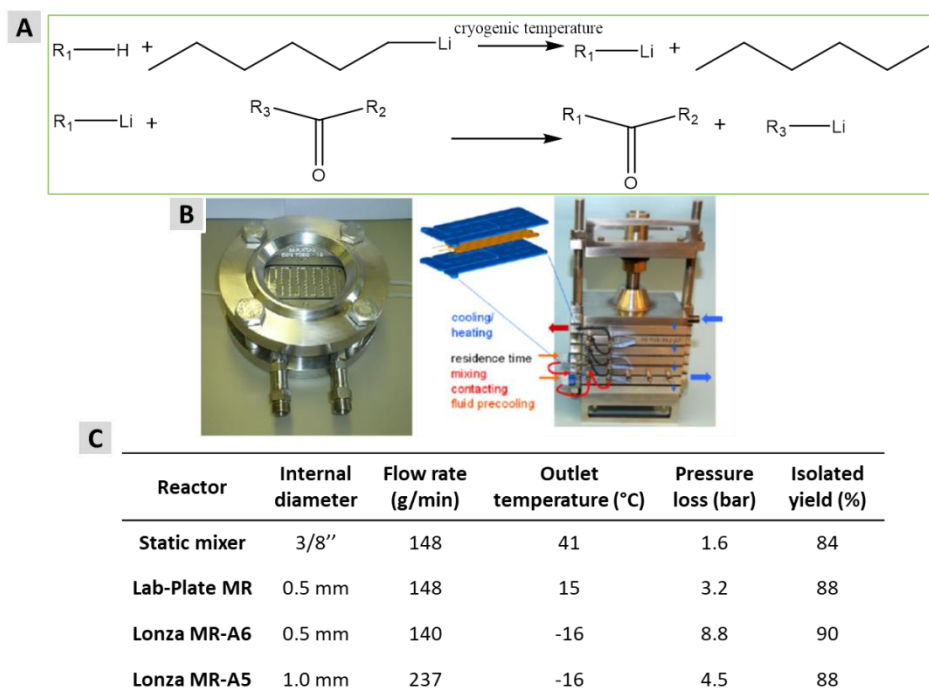 A
R₁—H + Li cryogenic temperature R₁—Li +
R₁—Li + R₃ R₂ O R₁ R₂ O + R₃—Li
B
cooling/
heating
residence time
mixing
contacting
fluid precooling
C
Reactor Internal diameter Flow rate (g/min) Outlet temperature (°C) Pressure loss (bar) Isolated yield (%)
Static mixer 3/8’’ 148 41 1.6 84
Lab-Plate MR 0.5 mm 148 15 3.2 88
Lonza MR-A6 0.5 mm 140 -16 8.8 90
Lonza MR-A5 1.0 mm 237 -16 4.5 88